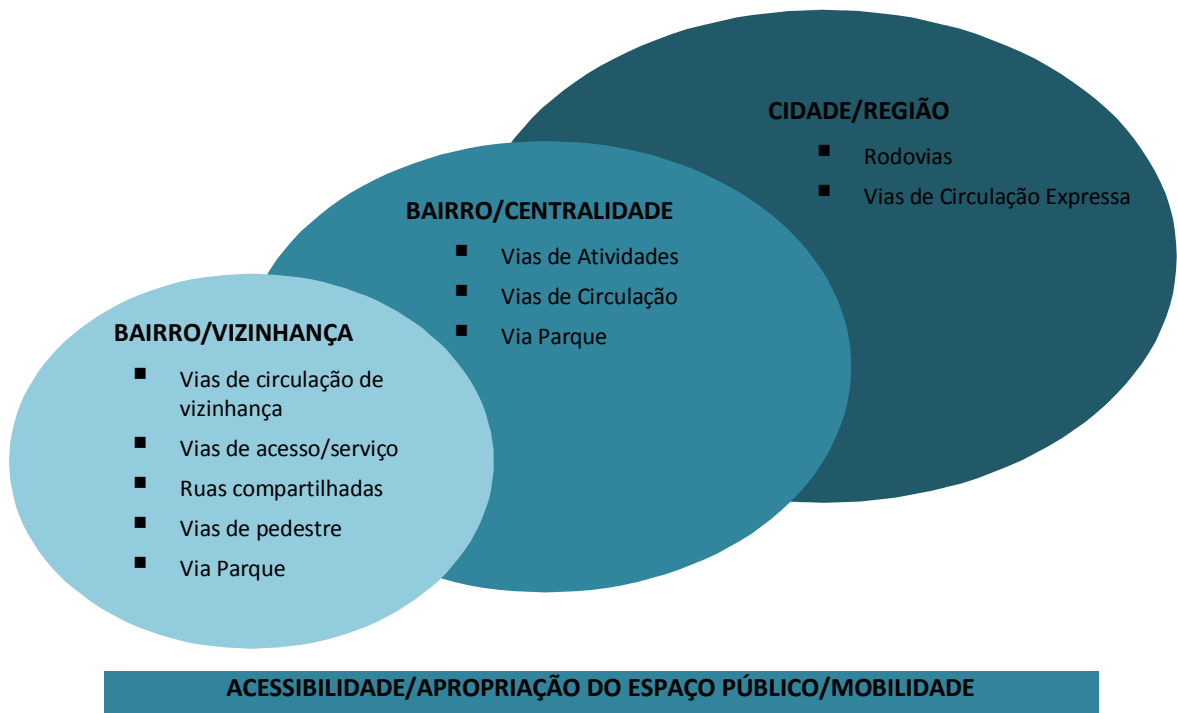 CIDADE/REGIÃO
▪ Rodovias
▪ Vias de Circulação Expressa
BAIRRO/CENTRALIDADE
▪ Vias de Atividades
▪ Vias de Circulação
▪ Via Parque
BAIRRO/VIZINHANÇA
▪ Vias de circulação de
vizinhança
▪ Vias de acesso/serviço
▪ Ruas compartilhadas
▪ Vias de pedestre
▪ Via Parque
ACESSIBILIDADE/APROPRIAÇÃO DO ESPAÇO PÚBLICO/MOBILIDADE